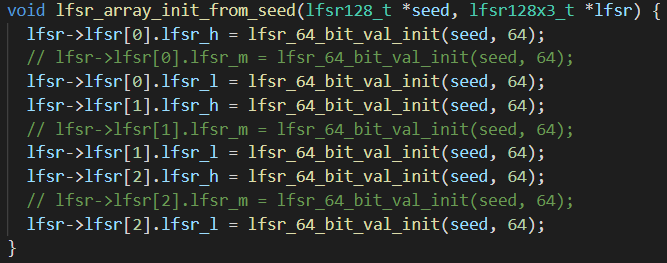 void lfsr_array_init_from_seed(lfsr128_t *seed, lfsr128x3_t *lfsr) {
lfsr->lfsr[0].lfsr_h = lfsr_64_bit_val_init(seed, 64);
// lfsr->lfsr[0].lfsr_m = lfsr_64_bit_val_init(seed, 64);
lfsr->lfsr[0].lfsr_l = lfsr_64_bit_val_init(seed, 64);
lfsr->lfsr[1].lfsr_h = lfsr_64_bit_val_init(seed, 64);
// lfsr->lfsr[1].lfsr_m = lfsr_64_bit_val_init(seed, 64);
lfsr->lfsr[1].lfsr_l = lfsr_64_bit_val_init(seed, 64);
lfsr->lfsr[2].lfsr_h = lfsr_64_bit_val_init(seed, 64);
// lfsr->lfsr[2].lfsr_m = lfsr_64_bit_val_init(seed, 64);
lfsr->lfsr[2].lfsr_l = lfsr_64_bit_val_init(seed, 64);
}